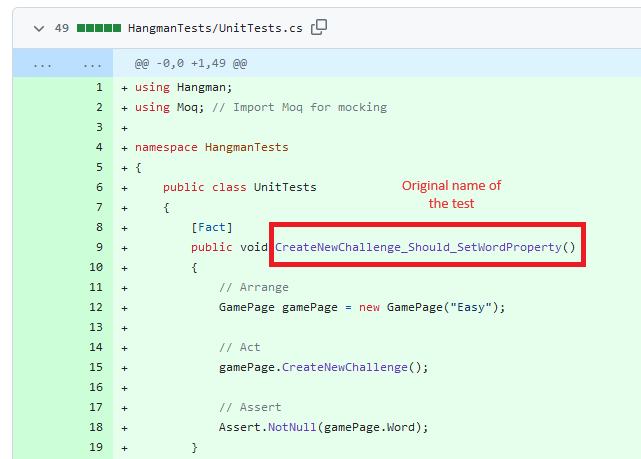 49 HangmanTests/UnitTests.cs
... ... @@ -0,0 +1,49 @@
1 + using Hangman;
2 + using Moq; // Import Moq for mocking
3 +
4 + namespace HangmanTests
5 + {
6 + public class UnitTests
Original name of
the test
7 + {
8 + [Fact]
9 + public void CreateNewChallenge_Should_SetWordProperty()
10 + {
11 + // Arrange
12 + GamePage gamePage = new GamePage("Easy");
13 +
14 + // Act
15 + gamePage.CreateNewChallenge();
16 +
17 + // Assert
18 + Assert.NotNull(gamePage.Word);
19 + }